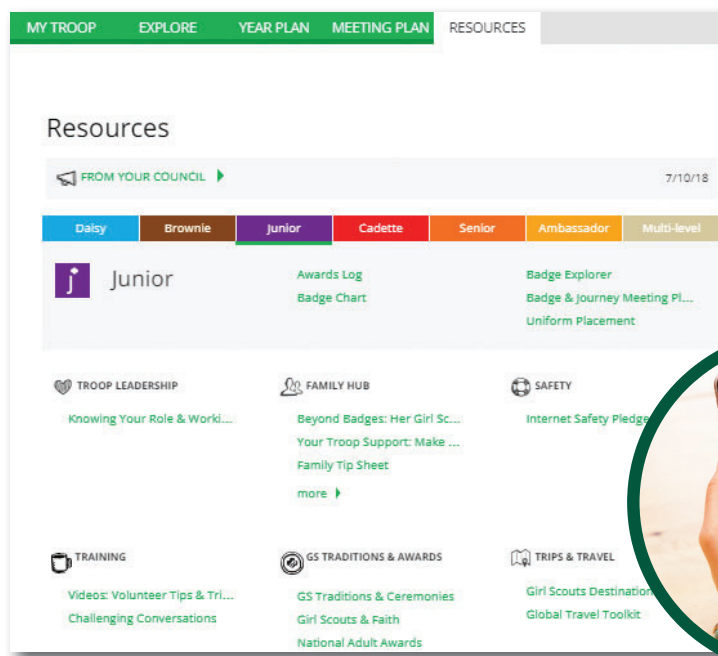 MY TROOP EXPLORE YEAR PLAN MEETING PLAN RESOURCES
Resources
FROM YOUR COUNCIL 7/10/18
Daisy Brownie Junior Cadette Senior Ambassador Multi-level
j Junior
Awards Log
Badge Chart
Badge Explorer
Badge & Journey Meeting Pl...
Uniform Placement
TROOP LEADERSHIP
Knowing Your Role & Worki...
FAMILY HUB
Beyond Badges: Her Girl Sc...
Your Troop Support: Make ...
Family Tip Sheet
more
SAFETY
Internet Safety Pledge
TRAINING
Videos: Volunteer Tips & Tri...
Challenging Conversations
GS TRADITIONS & AWARDS
GS Traditions & Ceremonies
Girl Scouts & Faith
National Adult Awards
TRIPS & TRAVEL
Girl Scouts Destination
Global Travel Toolkit